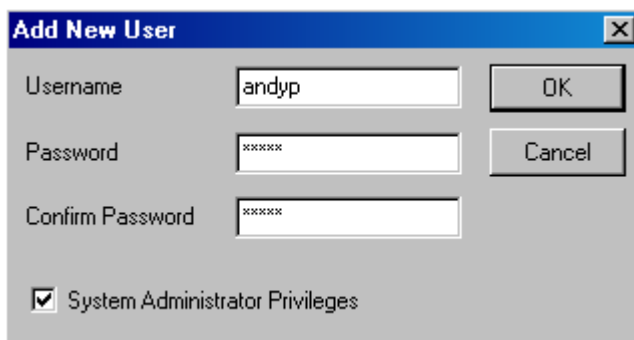 Add New User
Username
andyp
OK
Password
*****
Cancel
Confirm Password
*****
System Administrator Privileges